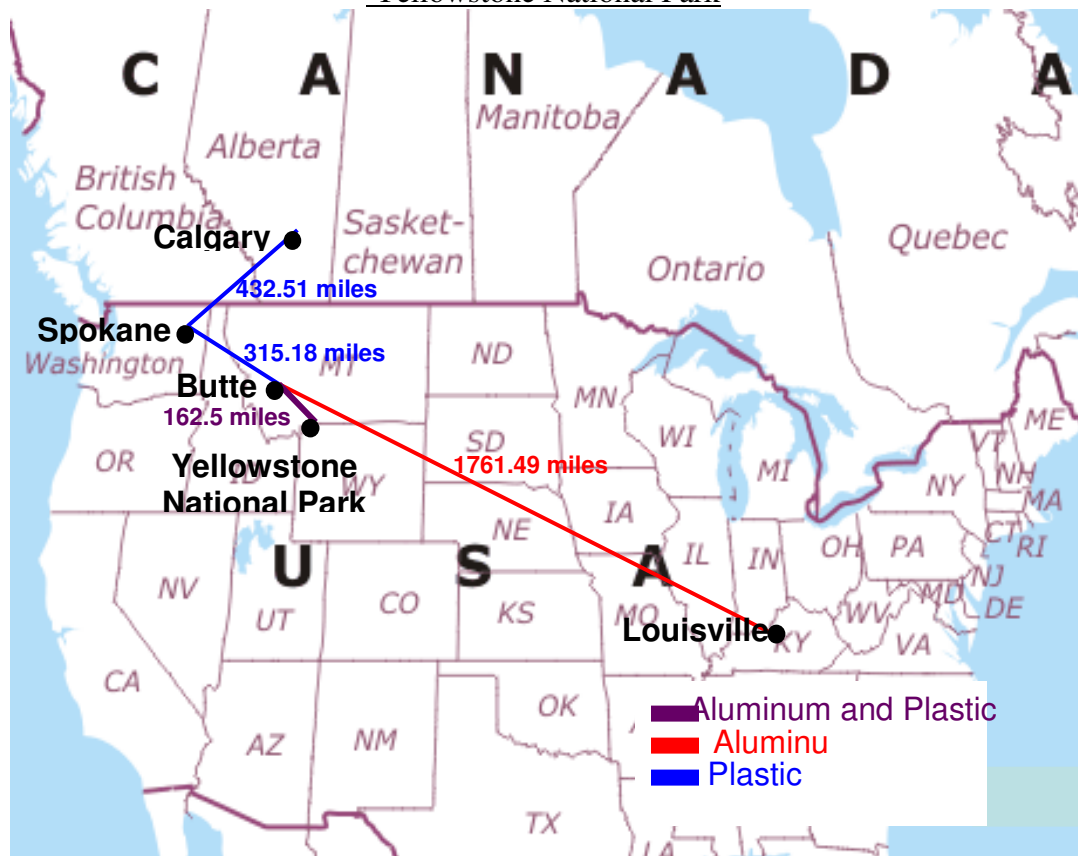 Yellowstone National Park
C A N A D A
Manitoba
Alberta
British
Columbia
Sasket-
chewan
Quebec
Ontario
Calgary
432.51 miles
Spokane
Washington
315.18 miles
MT
ND
Butte
162.5 miles
MN
ME
OR
ID
SD
WI
VT
NH
1761.49 miles
MI
Yellowstone
National Park
WY
NY
MA
IA
NE
CT
RI
PA
OH
IN
IL
U S A
NV
UT
CO
KS
MO
NJ
MD
DE
WV
VA
Louisville
KY
CA
OK
AZ
NM
TX
LA
Aluminum and Plastic
Aluminu
Plastic